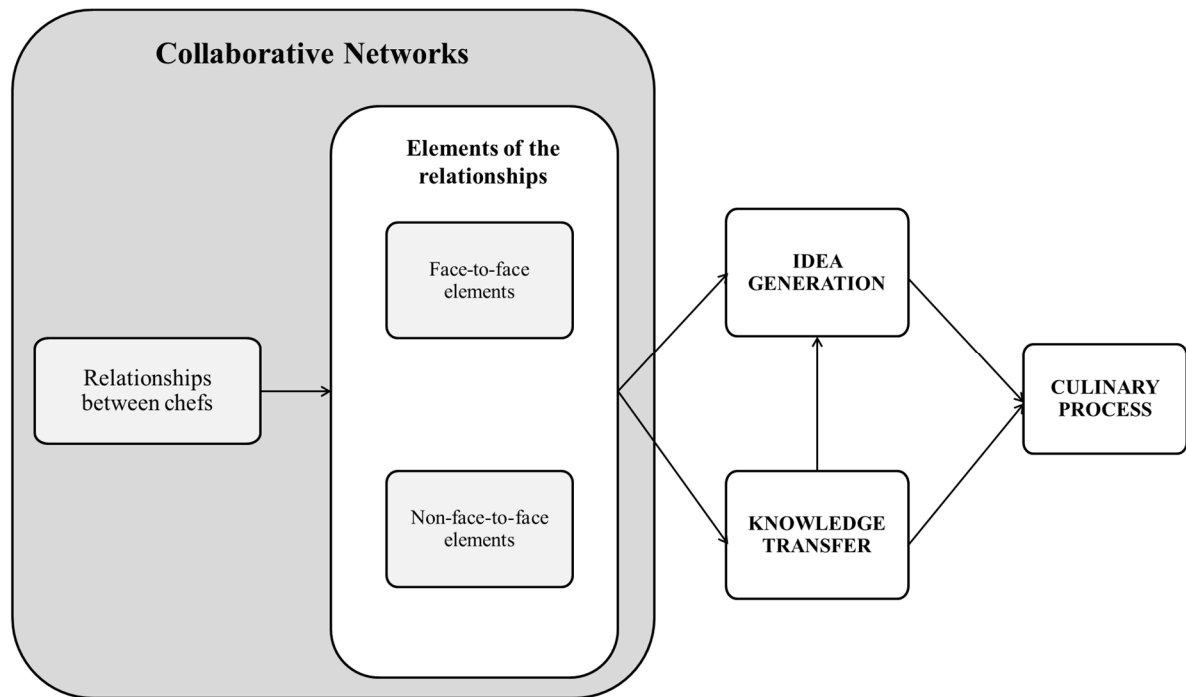 Collaborative Networks
Elements of the
relationships
Face-to-face
elements
Relationships
between chefs
Non-face-to-face
elements
IDEA
GENERATION
KNOWLEDGE
TRANSFER
CULINARY
PROCESS